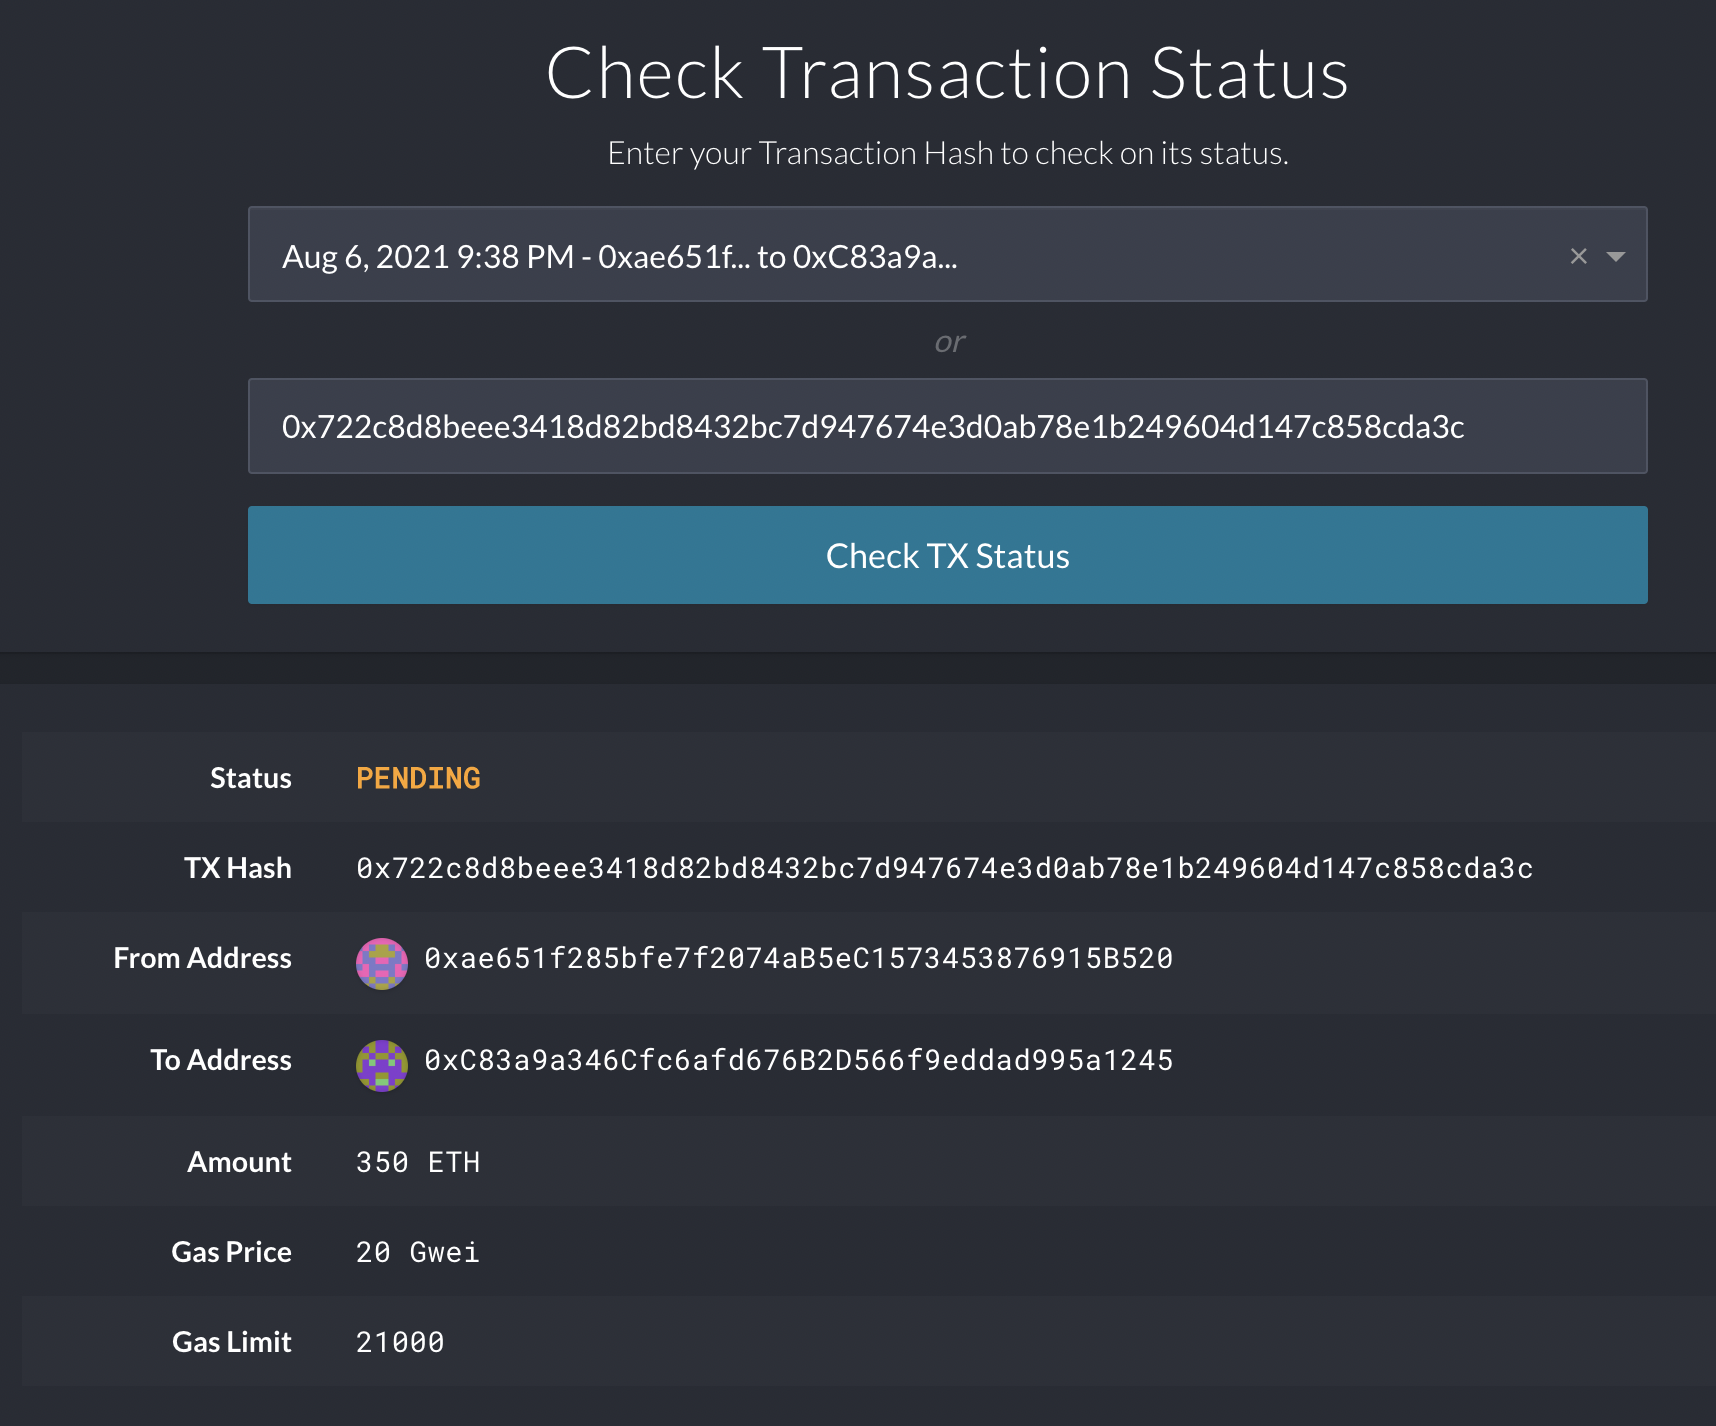 Check Transaction Status
Enter your Transaction Hash to check on its status.
Aug 6, 2021 9:38 PM - 0xae651f... to 0xC83a9a...
or
0x722c8d8beee3418d82bd8432bc7d947674e3d0ab78e1b249604d147c858cda3c
Check TX Status
Status PENDING
TX Hash 0x722c8d8beee3418d82bd8432bc7d947674e3d0ab78e1b249604d147c858cda3c
From Address 0xae651f285bfe7f2074aB5eC1573453876915B520
To Address 0xC83a9a346Cfc6afd676B2D566f9eddad995a1245
Amount 350 ETH
Gas Price 20 Gwei
Gas Limit 21000